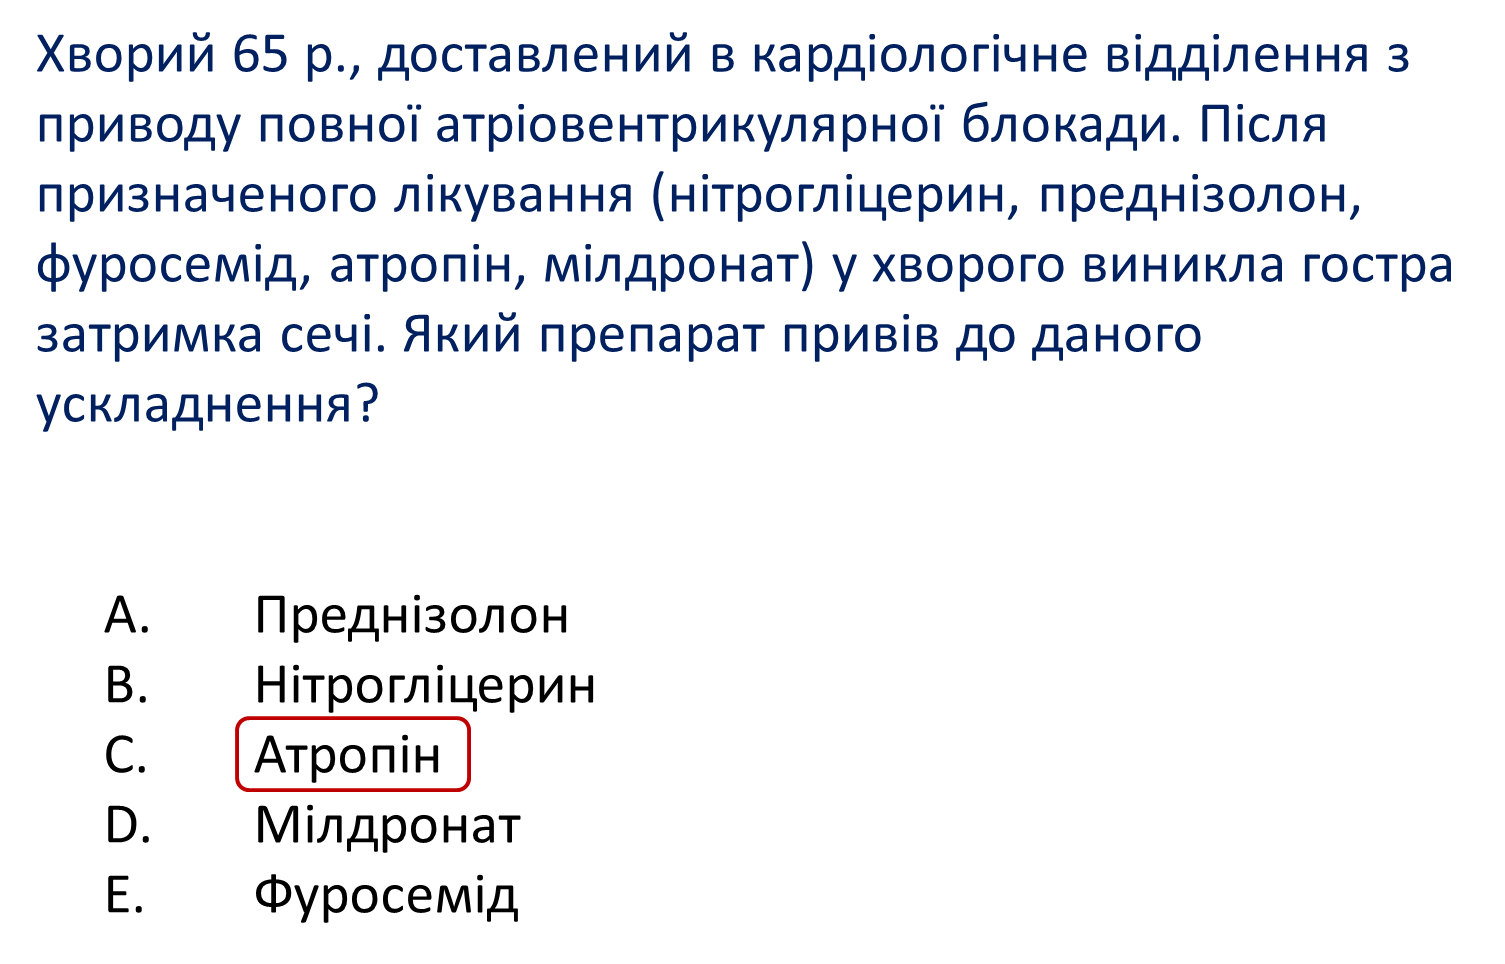 Хворий 65 р., доставлений в кардіологічне відділення з
приводу повної атріовентрикулярної блокади. Після
призначеного лікування (нітрогліцерин, преднізолон,
фуросемід, атропін, мілдронат) у хворого виникла гостра
затримка сечі. Який препарат привів до даного
ускладнення?
A. Преднізолон
B. Нітрогліцерин
C. Атропін
D. Мілдронат
E. Фуросемід